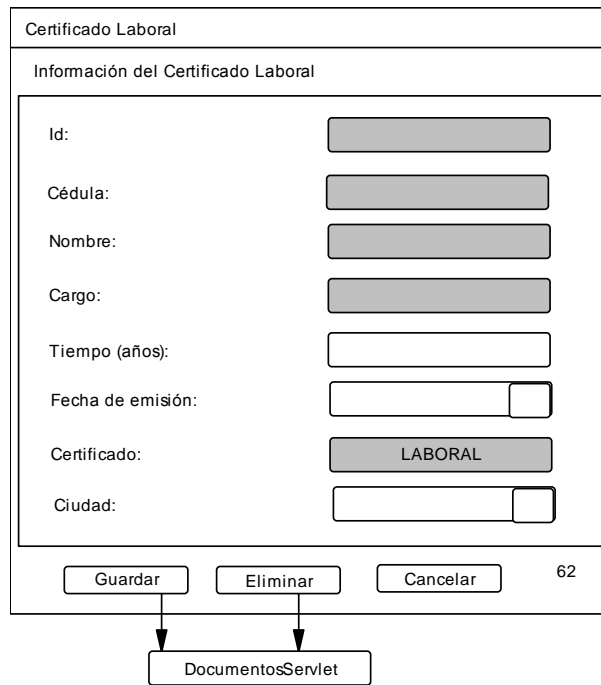 Certificado Laboral
Información del Certificado Laboral
Id:
Cédula:
Nombre:
Cargo:
Tiempo (años):
Fecha de emisión:
Certificado: LABORAL
Ciudad:
Guardar Eliminar Cancelar 62
DocumentosServlet